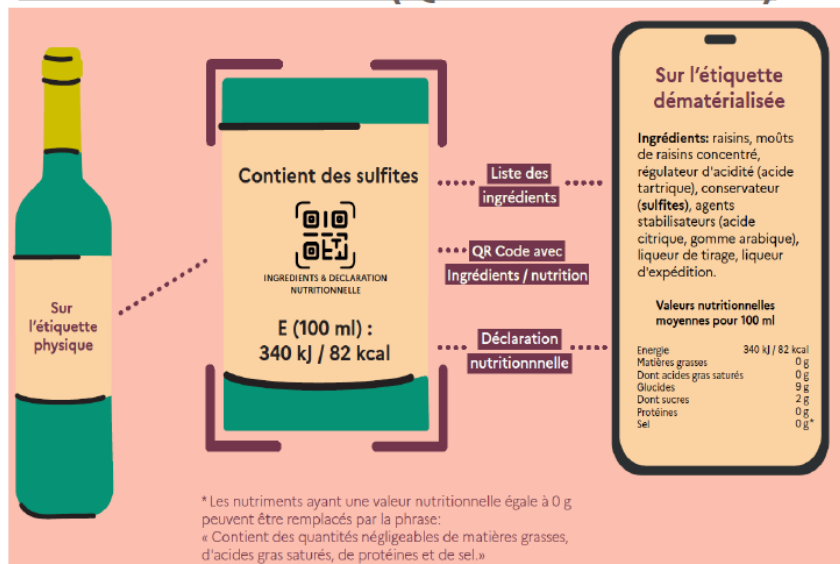 Sur
l'étiquette
physique
Contient des sulfites
INGREDIENTS & DECLARATION
NUTRITIONNELLE
E (100 ml) :
340 kJ / 82 kcal
Liste des
ingrédients
QR Code avec
Ingrédients / nutrition
Déclaration
nutritionnnelle
Sur l'étiquette
dématérialisée
Ingrédients: raisins, moûts
de raisins concentré,
régulateur d'acidité (acide
tartrique), conservateur
(sulfites), agents
stabilisateurs (acide
citrique, gomme arabique),
liqueur de tirage, liqueur
d'expédition.
Valeurs nutritionnelles
moyennes pour 100 ml
Energie 340 kJ / 82 kcal
Matières grasses 0 g
Dont acides gras saturés 0 g
Glucides 9 g
Dont sucres 2 g
Protéines 0 g
Sel 0 g*
* Les nutriments ayant une valeur nutritionnelle égale à 0 g
peuvent être remplacés par la phrase:
« Contient des quantités négligeables de matières grasses,
d'acides gras saturés, de protéines et de sel.»